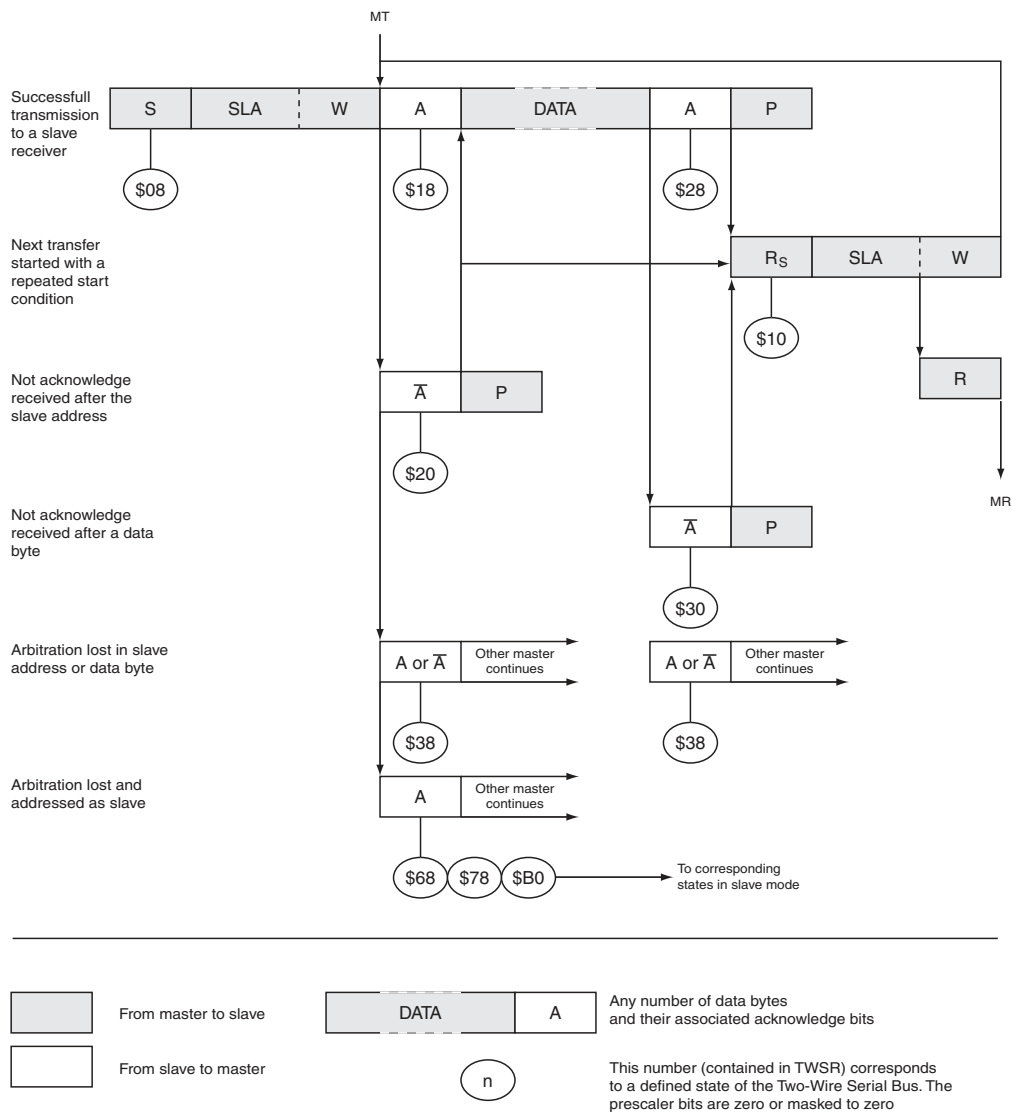 MT
Successfull
transmission
to a slave
receiver
S SLA W A DATA A P
$08 $18 $28
Next transfer
started with a
repeated start
condition
RS SLA W
$10
Not acknowledge
received after the
slave address
A̅ P
R
$20
MR
Not acknowledge
received after a data
byte
A̅ P
$30
Arbitration lost in slave
address or data byte
A or A̅
Other master
continues
A or A̅
Other master
continues
$38 $38
Arbitration lost and
addressed as slave
A
Other master
continues
$68 $78 $B0
To corresponding
states in slave mode
From master to slave
DATA A
Any number of data bytes
and their associated acknowledge bits
From slave to master
n
This number (contained in TWSR) corresponds
to a defined state of the Two-Wire Serial Bus. The
prescaler bits are zero or masked to zero